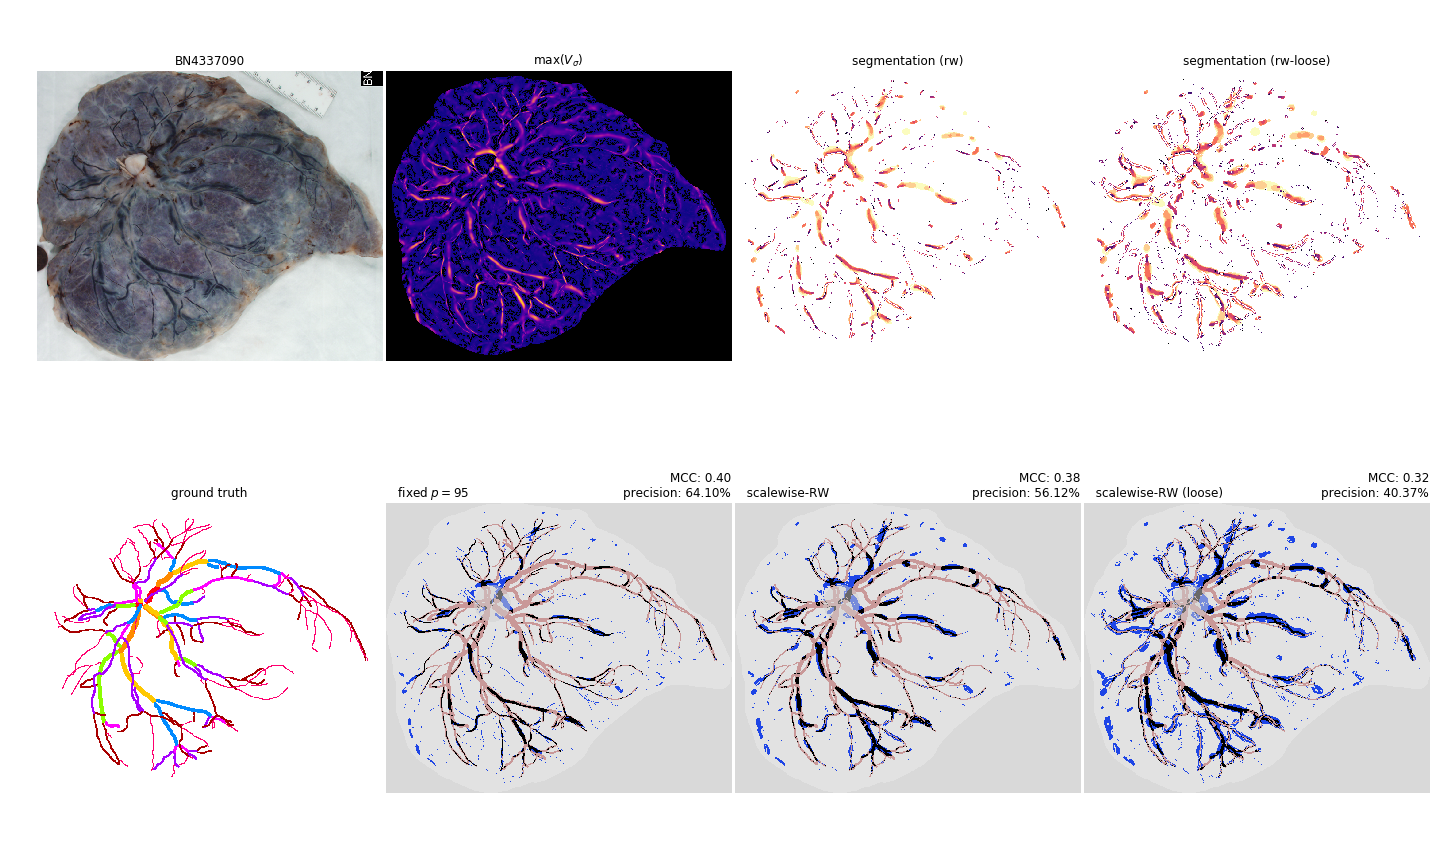 BN4337090
max(V_σ)
segmentation (rw)
segmentation (rw-loose)
BN
ground truth
fixed p = 95
MCC: 0.40
precision: 64.10%
scalewise-RW
MCC: 0.38
precision: 56.12%
scalewise-RW (loose)
MCC: 0.32
precision: 40.37%